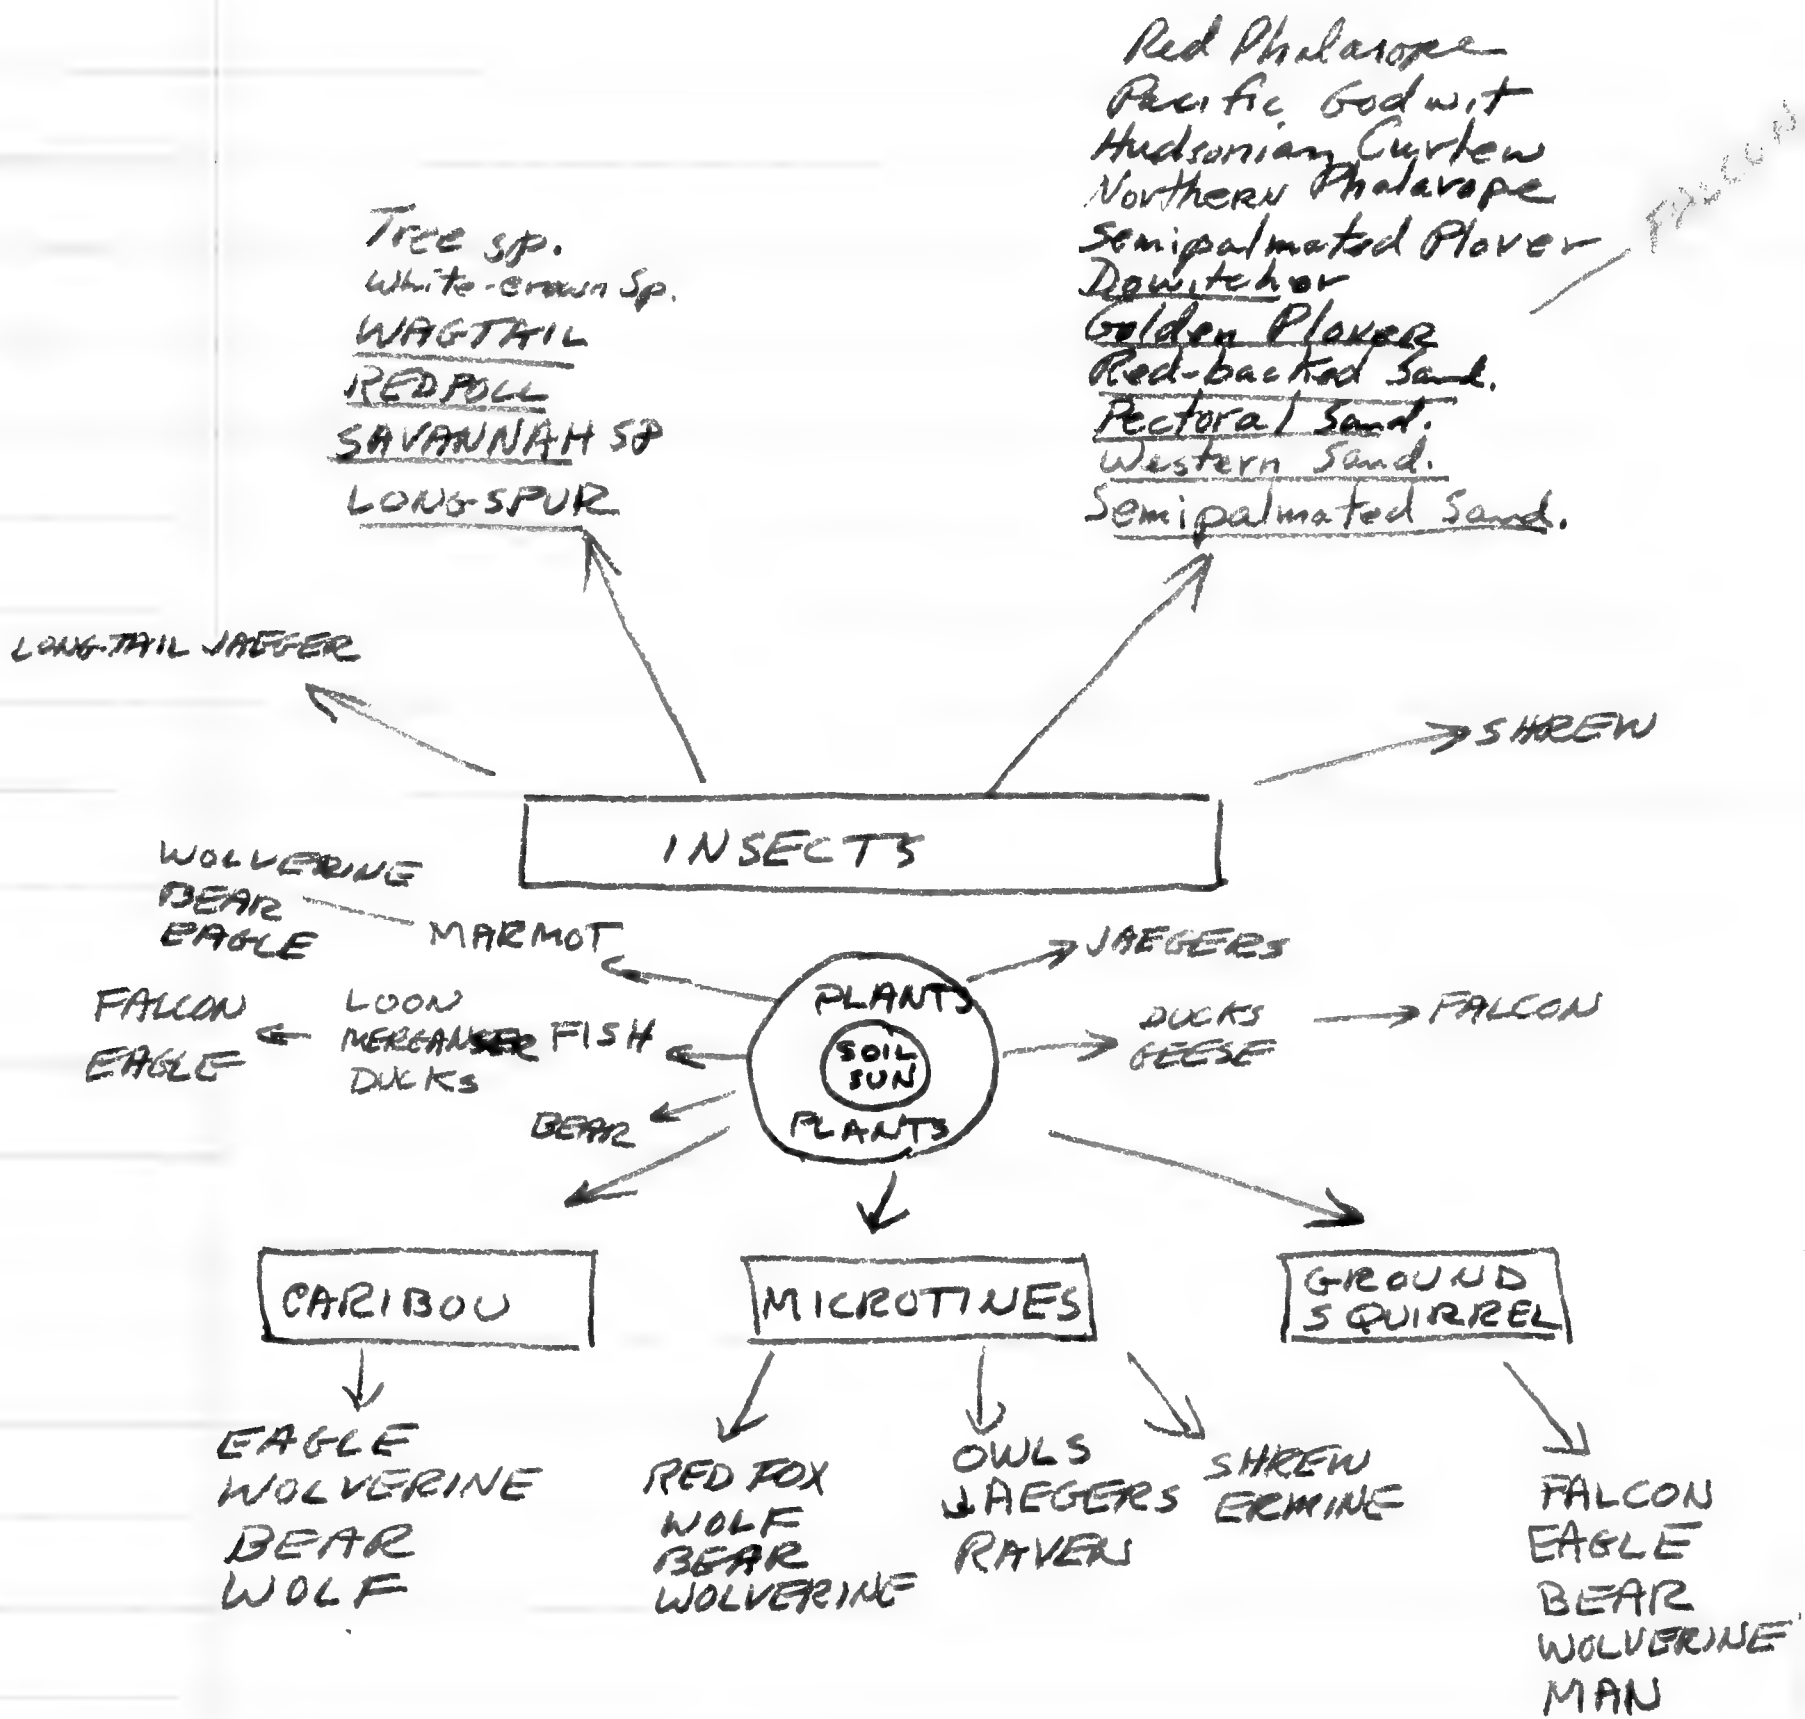 Red Phalarope
Pacific Godwit
Hudsonian Curlew
Northern Phalarope
Semipalmated Plover
Dowitcher
Golden Plover
Red-backed Sand.
Pectoral Sand.
Western Sand.
Semipalmated Sand.
FALCON
Tree sp.
White-crown Sp.
WAGTAIL
REDPOLL
SAVANNAH SP
LONGSPUR
LONG-TAIL JAEGER
SHREW
INSECTS
WOLVERINE
BEAR
EAGLE
MARMOT
FALCON
EAGLE
LOON
MERGANSER
DUCKS
FISH
BEAR
PLANTS
SOIL
SUN
PLANTS
JAEGERS
DUCKS
GEESE
FALCON
CARIBOU
EAGLE
WOLVERINE
BEAR
WOLF
MICROTINES
RED FOX
WOLF
BEAR
WOLVERINE
OWLS
JAEGERS
RAVEN
SHREW
ERMINE
GROUND
SQUIRREL
FALCON
EAGLE
BEAR
WOLVERINE
MAN